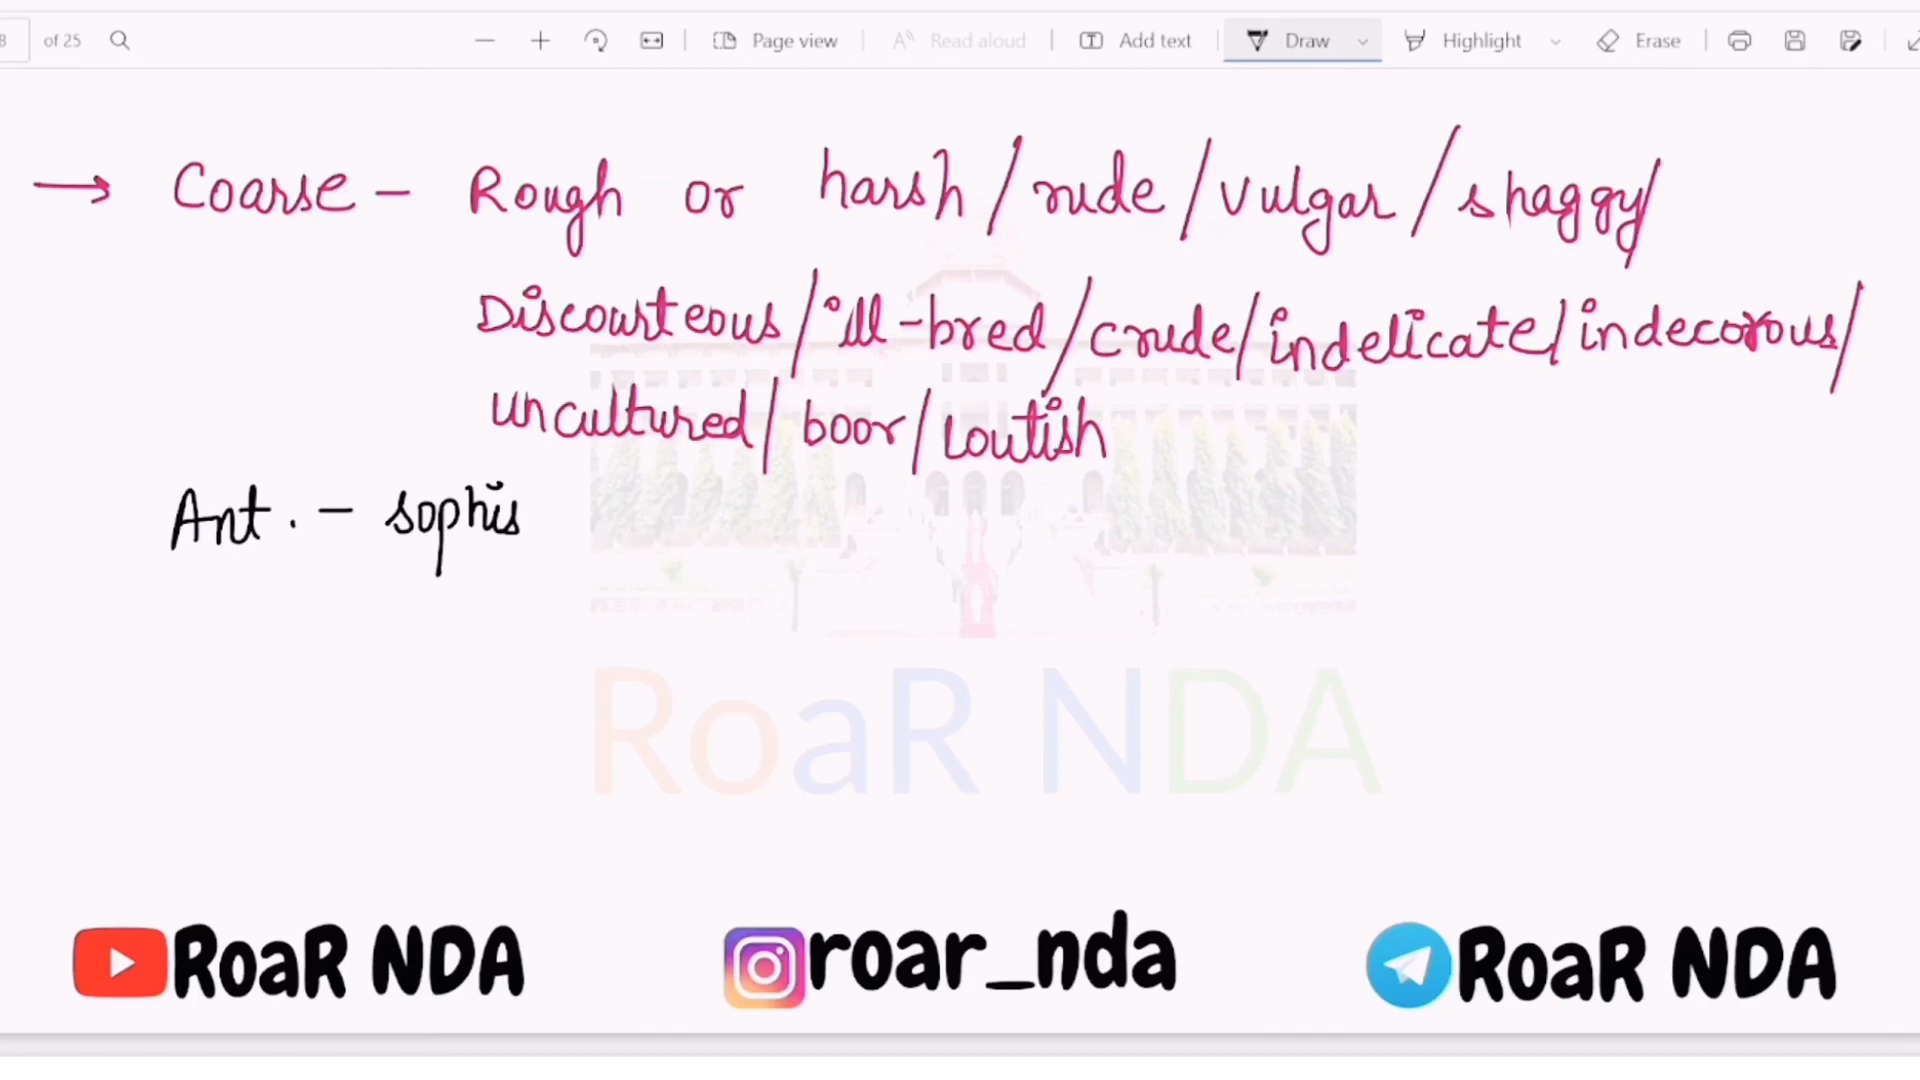 8 of 25 Page view Read aloud Add text Draw Highlight Erase
→ Coarse - Rough or harsh/rude/vulgar/shaggy/
Discourteous/ill-bred/crude/indelicate/indecorous/
uncultured/boor/loutish
Ant. - sophis
RoaR NDA
RoaR NDA roar_nda RoaR NDA